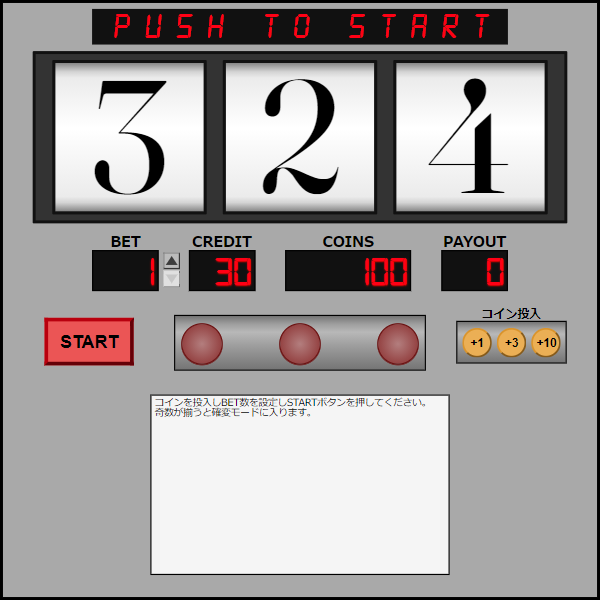 PUSH TO START
3 2 4
BET CREDIT COINS PAYOUT
1 30 100 0
コイン投入
START +1 +3 +10
コインを投入しBET数を設定しSTARTボタンを押してください。
奇数が揃うと確変モードに入ります。